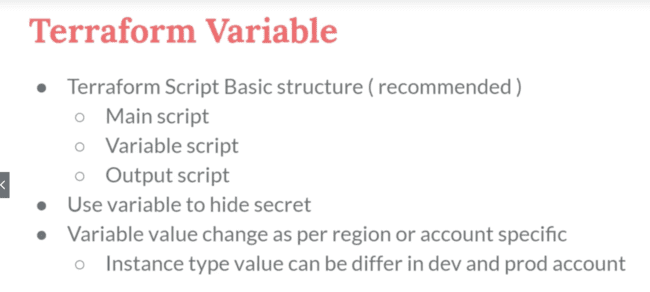 Terraform Variable
● Terraform Script Basic structure ( recommended )
○ Main script
○ Variable script
○ Output script
● Use variable to hide secret
● Variable value change as per region or account specific
○ Instance type value can be differ in dev and prod account